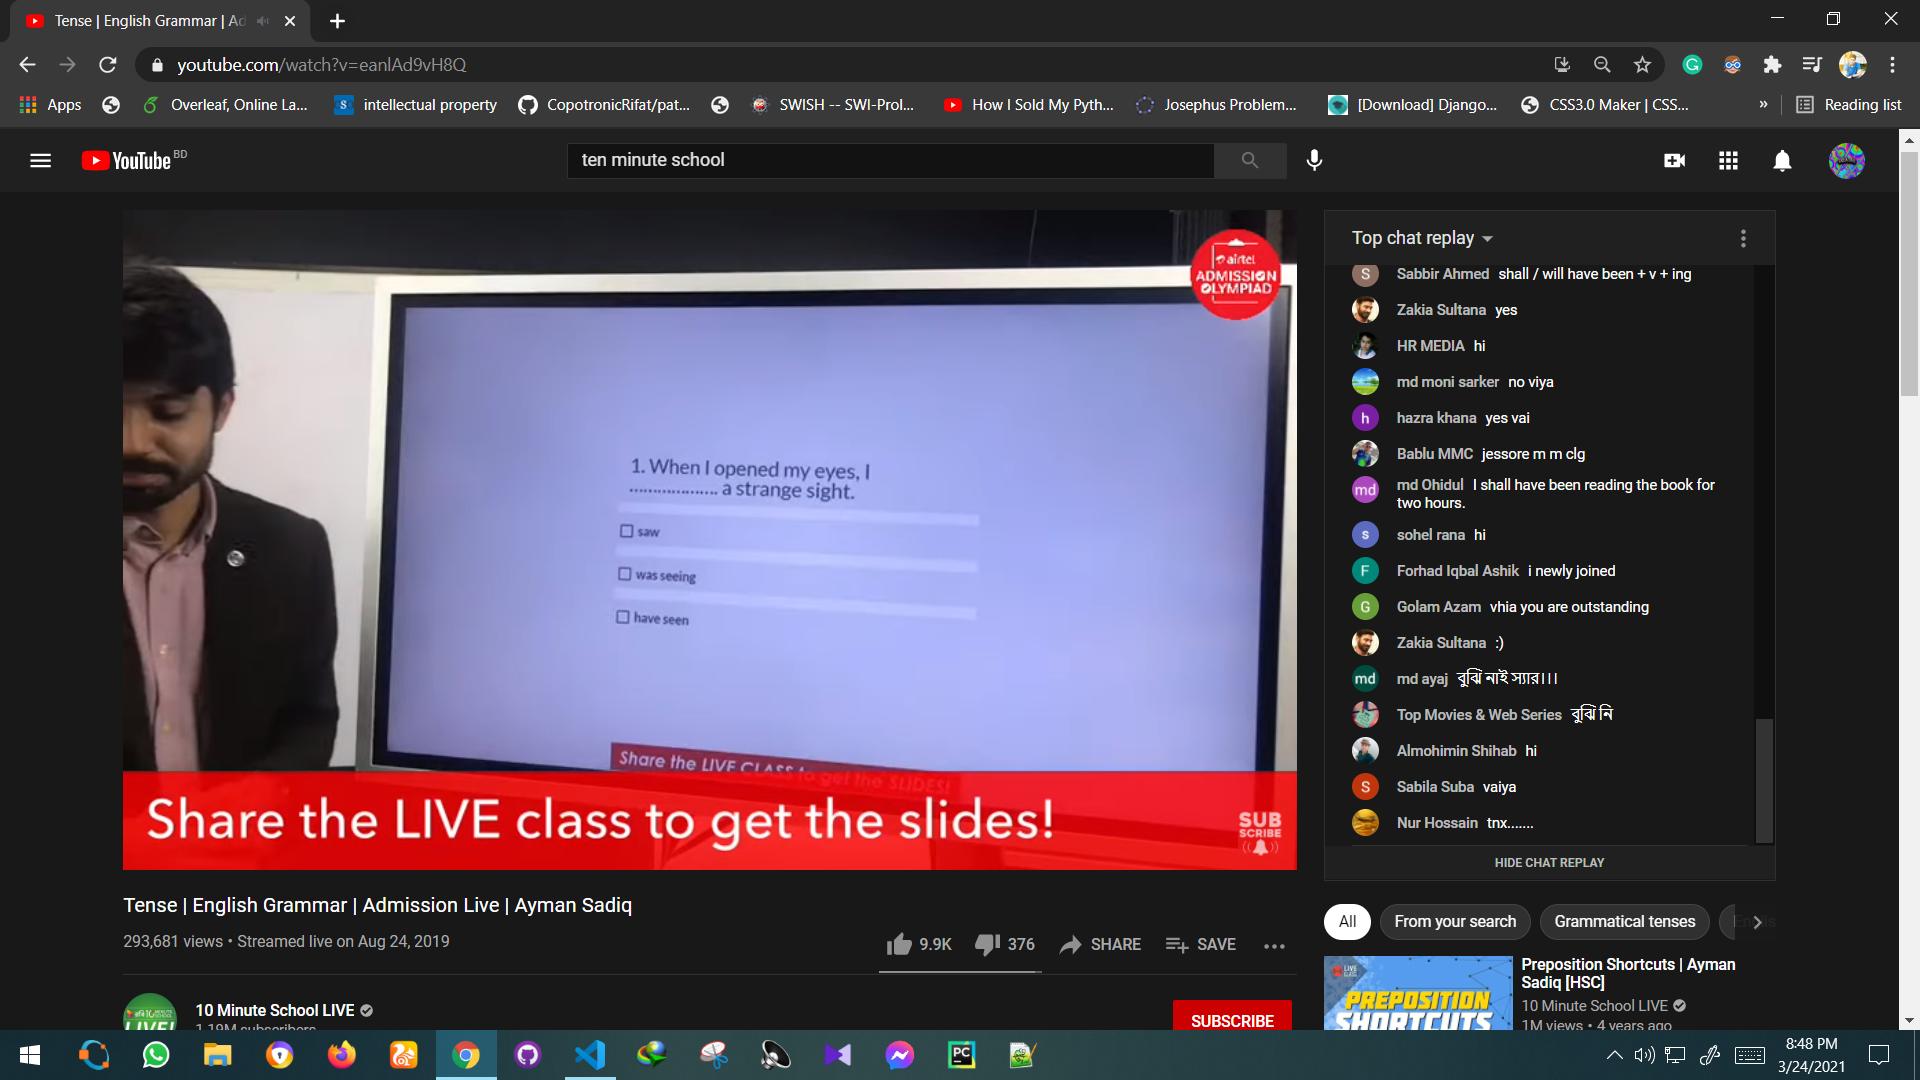 Tense | English Grammar | Ad
youtube.com/watch?v=eanlAd9vH8Q
Apps
Overleaf, Online La...
intellectual property
CopotronicRifat/pat...
SWISH -- SWI-Prol...
How I Sold My Pyth...
Josephus Problem...
[Download] Django...
CSS3.0 Maker | CSS...
»
Reading list
YouTube BD
ten minute school
airtel
ADMISSION
OLYMPIAD
1. When I opened my eyes, I
.................. a strange sight.
saw
was seeing
have seen
Share the LIVE CLASS to get the SLIDES!
Share the LIVE class to get the slides!
SUB
SCRIBE
Top chat replay
S Sabbir Ahmed shall / will have been + v + ing
Zakia Sultana yes
HR MEDIA hi
md moni sarker no viya
h hazra khana yes vai
Bablu MMC jessore m m clg
md md Ohidul I shall have been reading the book for
two hours.
s sohel rana hi
F Forhad Iqbal Ashik i newly joined
G Golam Azam vhia you are outstanding
Zakia Sultana :)
md md ayaj বুঝি নাই স্যার।।।
Top Movies & Web Series বুঝি নি
Almohimin Shihab hi
S Sabila Suba vaiya
Nur Hossain tnx.......
HIDE CHAT REPLAY
Tense | English Grammar | Admission Live | Ayman Sadiq
293,681 views • Streamed live on Aug 24, 2019
9.9K
376
SHARE
SAVE
10 Minute School LIVE
1.19M subscribers
SUBSCRIBE
All
From your search
Grammatical tenses
LIVE
CLASS
PREPOSITION
SHORTCUTS
Preposition Shortcuts | Ayman
Sadiq [HSC]
10 Minute School LIVE
1M views • 4 years ago
PC
8:48 PM
3/24/2021